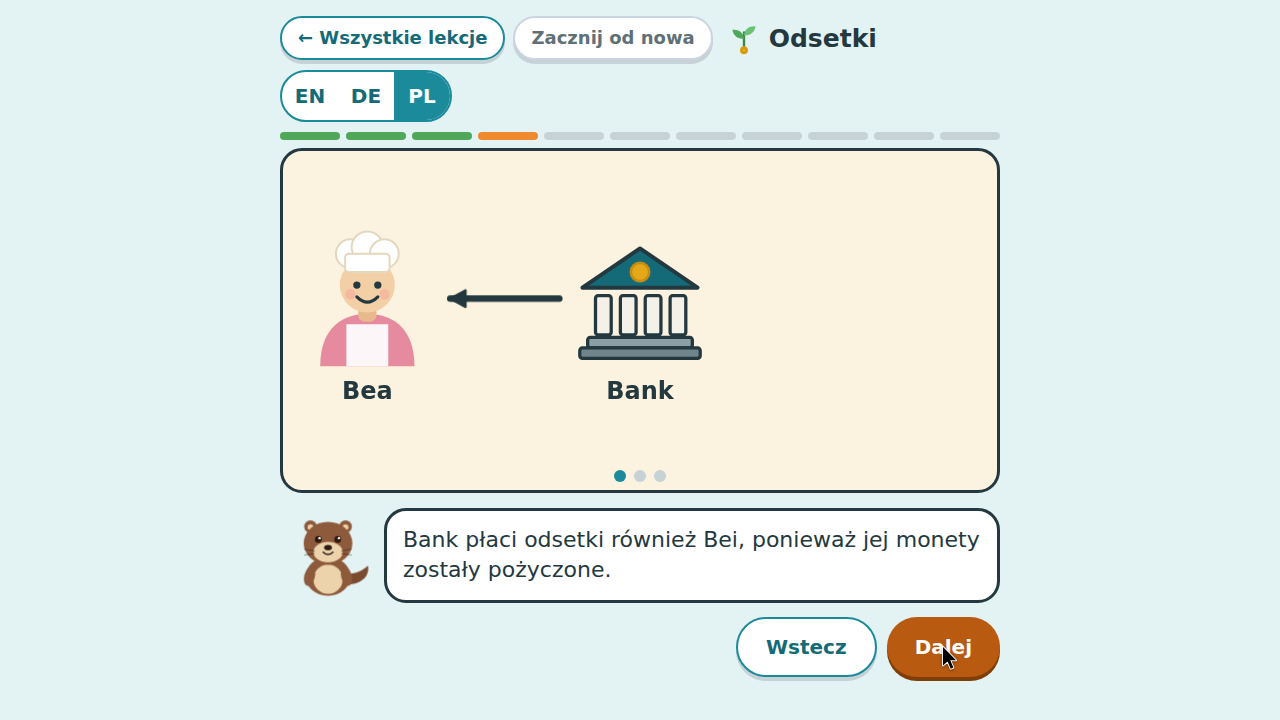 ← Wszystkie lekcje
Zacznij od nowa
Odsetki
EN DE PL
Bea
Bank
Bank płaci odsetki również Bei, ponieważ jej monety
zostały pożyczone.
Wstecz
Dalej